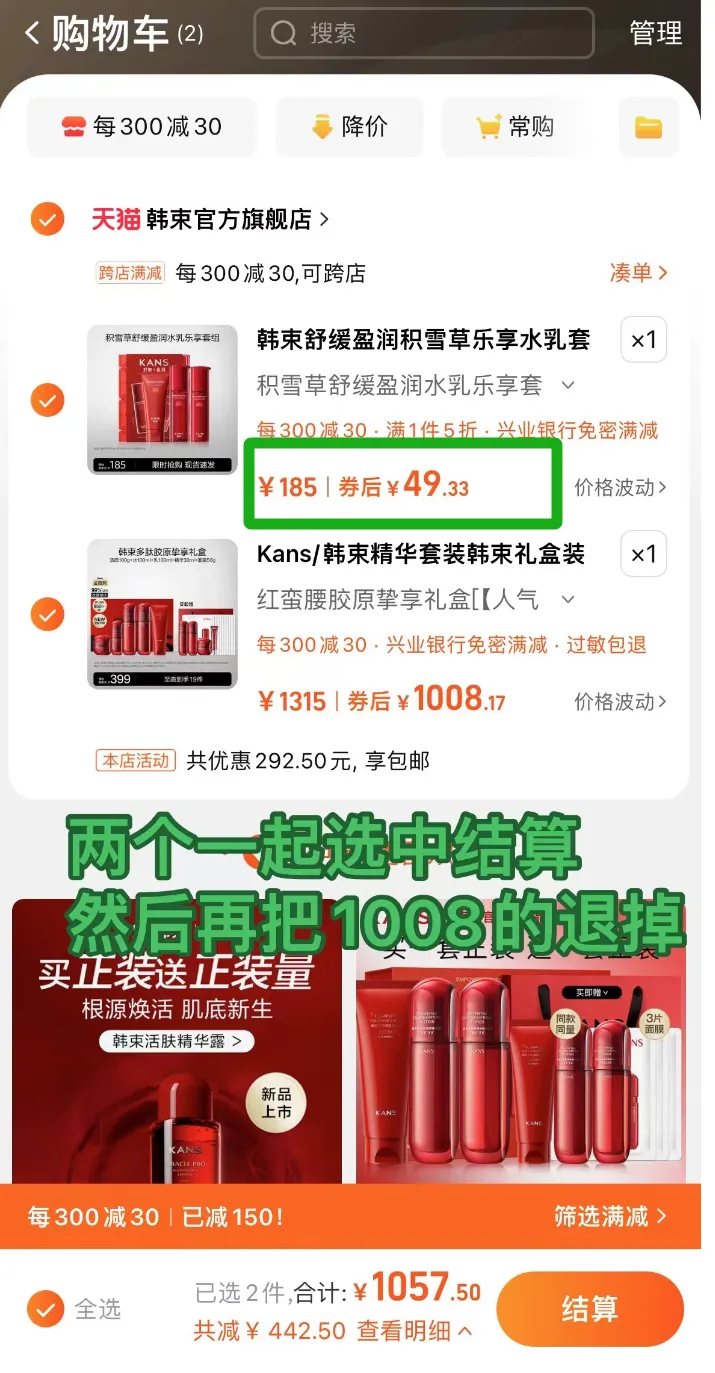 购物车(2)
搜索
管理
每300减30
降价
常购
天猫 韩束官方旗舰店
跨店满减 每300减30,可跨店
凑单
积雪草舒缓盈润水乳乐享套组
KANS
185 限时抢购 现货速发
韩束舒缓盈润积雪草乐享水乳套
×1
积雪草舒缓盈润水乳乐享套
每300减30 · 满1件5折 · 兴业银行免密满减
¥185 | 券后¥49.33
价格波动
韩束多肽胶原挚享礼盒
399 至高到手19件
Kans/韩束精华套装韩束礼盒装
×1
红蛮腰胶原挚享礼盒[【人气
每300减30 · 兴业银行免密满减 · 过敏包退
¥1315 | 券后¥1008.17
价格波动
本店活动 共优惠292.50元, 享包邮
两个一起选中结算
然后再把1008的退掉
买正装送正装量
根源焕活 肌底新生
韩束活肤精华露 >
新品
上市
KANS
MIRACLE PRO
买即赠
同款
同量
3片
面膜
KANS
KANS
KANS
每300减30 | 已减150!
筛选满减
全选
已选2件,合计:¥1057.50
共减¥ 442.50 查看明细
结算